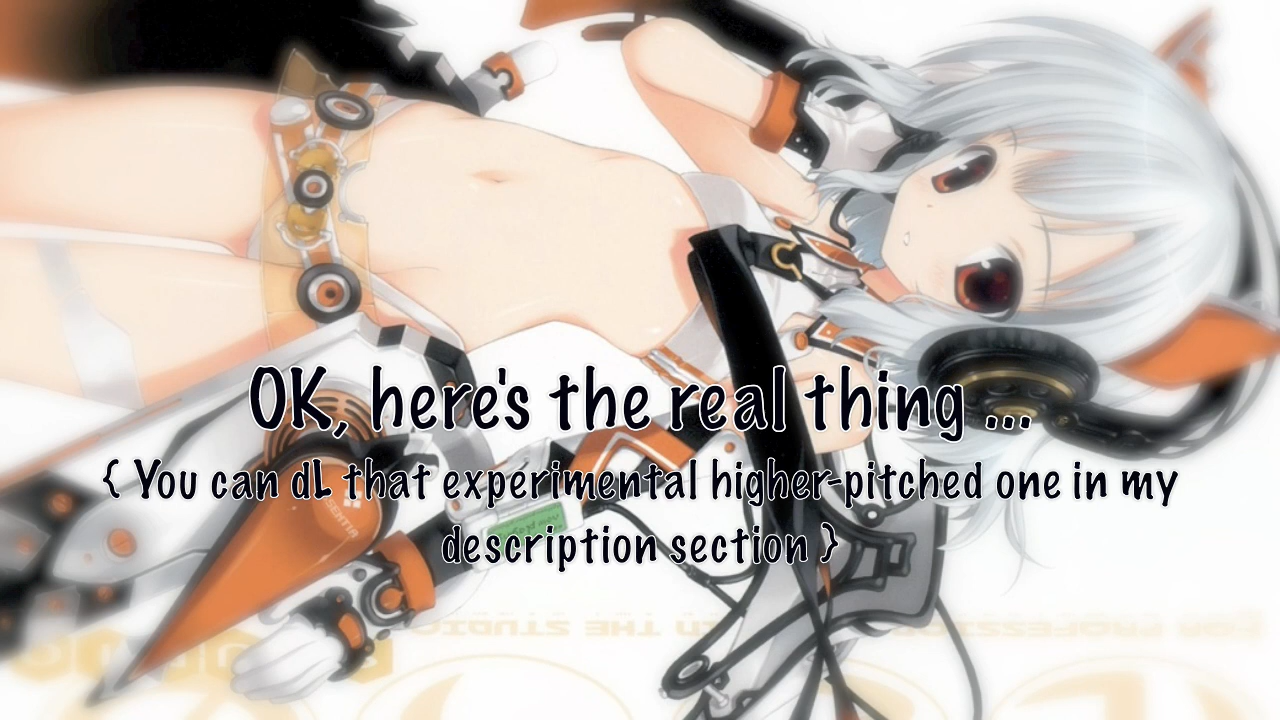 OK, here's the real thing ...
{ You can dL that experimental higher-pitched one in my
description section }